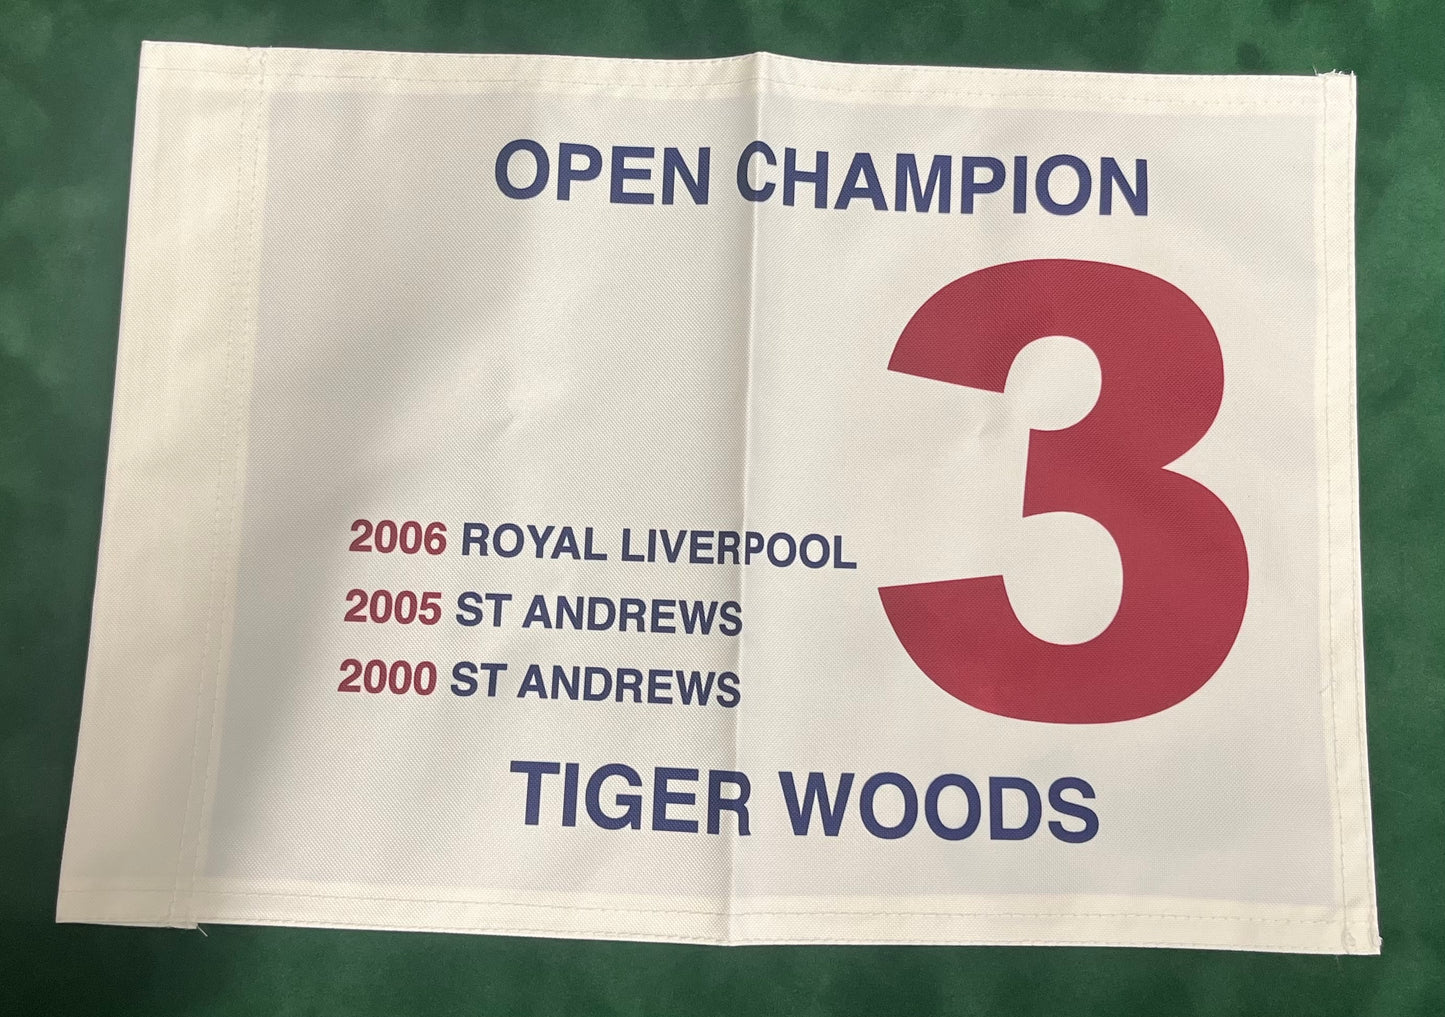 OPEN CHAMPION
3
2006 ROYAL LIVERPOOL
2005 ST ANDREWS
2000 ST ANDREWS
TIGER WOODS